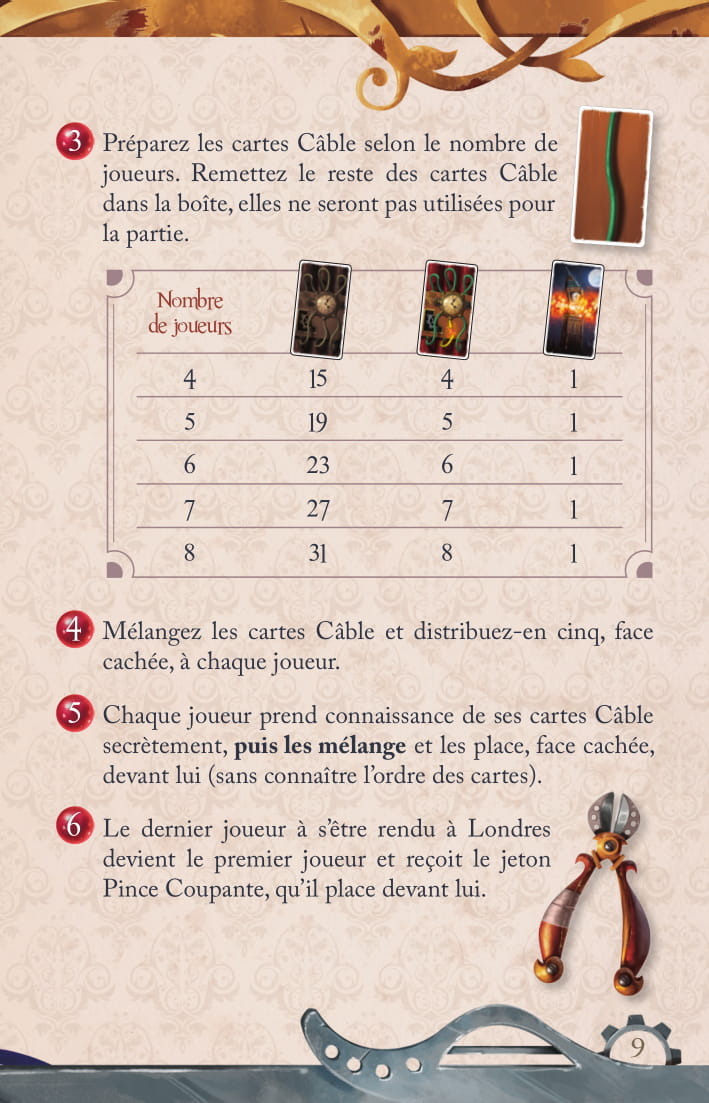 3 Préparez les cartes Câble selon le nombre de
joueurs. Remettez le reste des cartes Câble
dans la boîte, elles ne seront pas utilisées pour
la partie.
Nombre
de joueurs
4 15 4 1
5 19 5 1
6 23 6 1
7 27 7 1
8 31 8 1
4 Mélangez les cartes Câble et distribuez-en cinq, face
cachée, à chaque joueur.
5 Chaque joueur prend connaissance de ses cartes Câble
secrètement, puis les mélange et les place, face cachée,
devant lui (sans connaître l'ordre des cartes).
6 Le dernier joueur à s'être rendu à Londres
devient le premier joueur et reçoit le jeton
Pince Coupante, qu'il place devant lui.
9